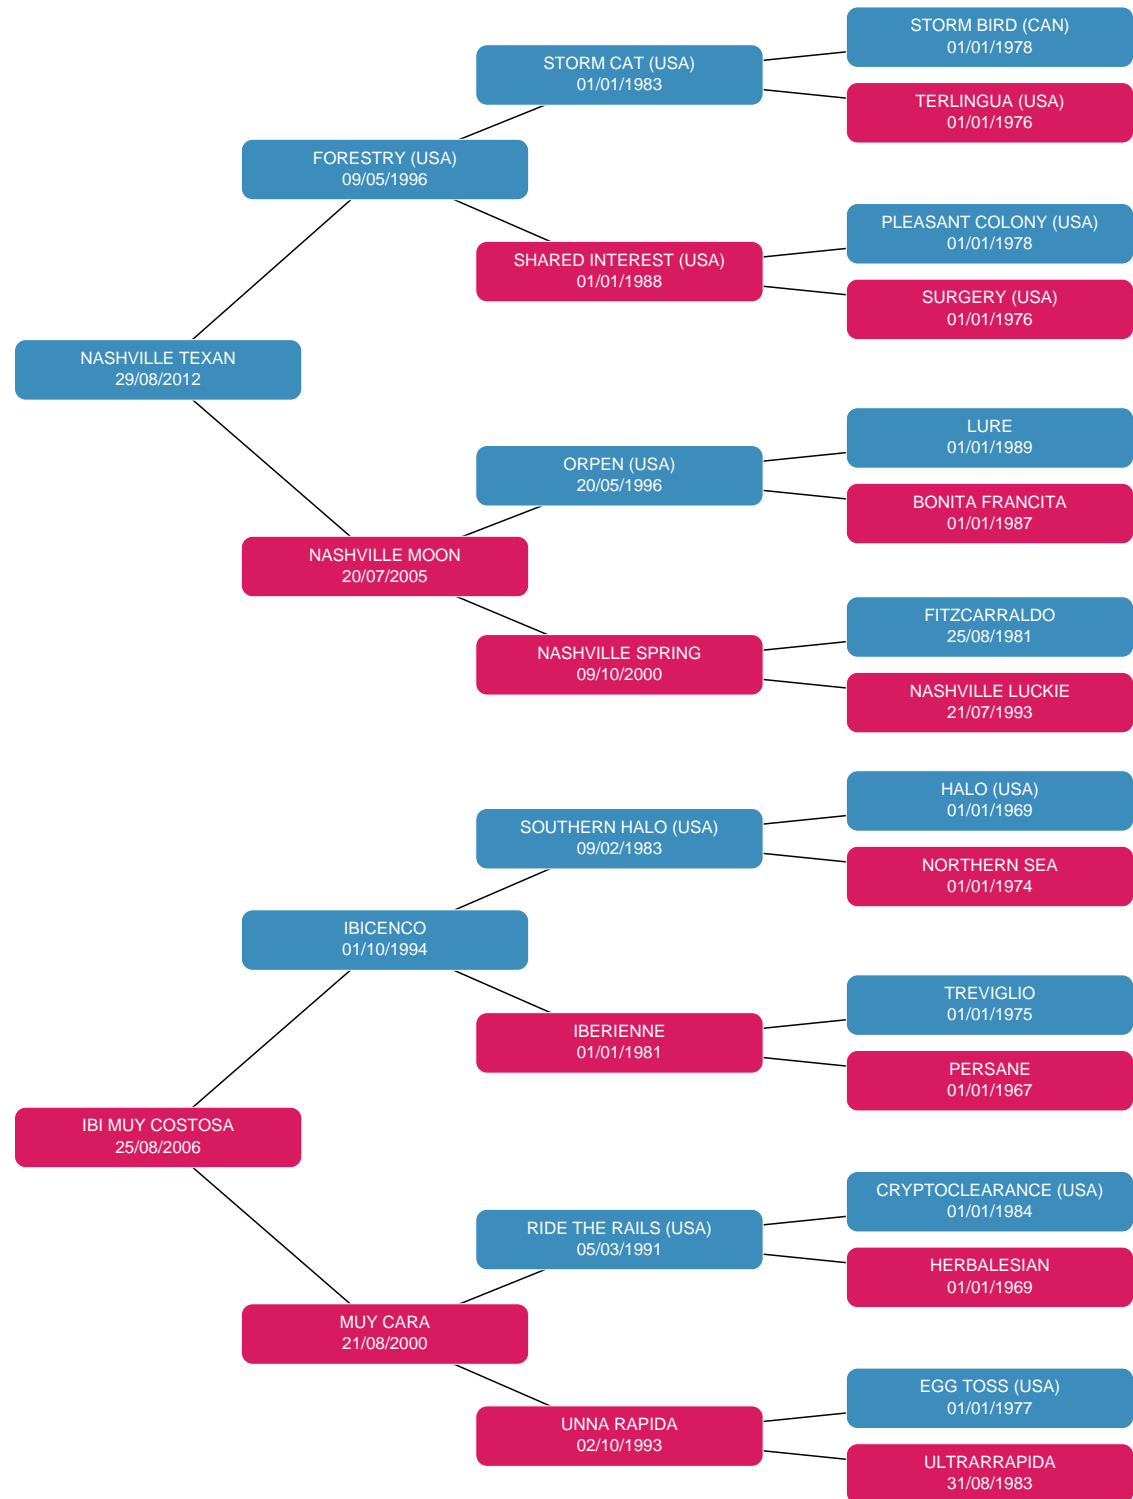 STORM BIRD (CAN)
01/01/1978
STORM CAT (USA)
01/01/1983
TERLINGUA (USA)
01/01/1976
FORESTRY (USA)
09/05/1996
PLEASANT COLONY (USA)
01/01/1978
SHARED INTEREST (USA)
01/01/1988
SURGERY (USA)
01/01/1976
NASHVILLE TEXAN
29/08/2012
LURE
01/01/1989
ORPEN (USA)
20/05/1996
BONITA FRANCITA
01/01/1987
NASHVILLE MOON
20/07/2005
FITZCARRALDO
25/08/1981
NASHVILLE SPRING
09/10/2000
NASHVILLE LUCKIE
21/07/1993
HALO (USA)
01/01/1969
SOUTHERN HALO (USA)
09/02/1983
NORTHERN SEA
01/01/1974
IBICENCO
01/10/1994
TREVIGLIO
01/01/1975
IBERIENNE
01/01/1981
PERSANE
01/01/1967
IBI MUY COSTOSA
25/08/2006
CRYPTOCLEARANCE (USA)
01/01/1984
RIDE THE RAILS (USA)
05/03/1991
HERBALESIAN
01/01/1969
MUY CARA
21/08/2000
EGG TOSS (USA)
01/01/1977
UNNA RAPIDA
02/10/1993
ULTRARRAPIDA
31/08/1983